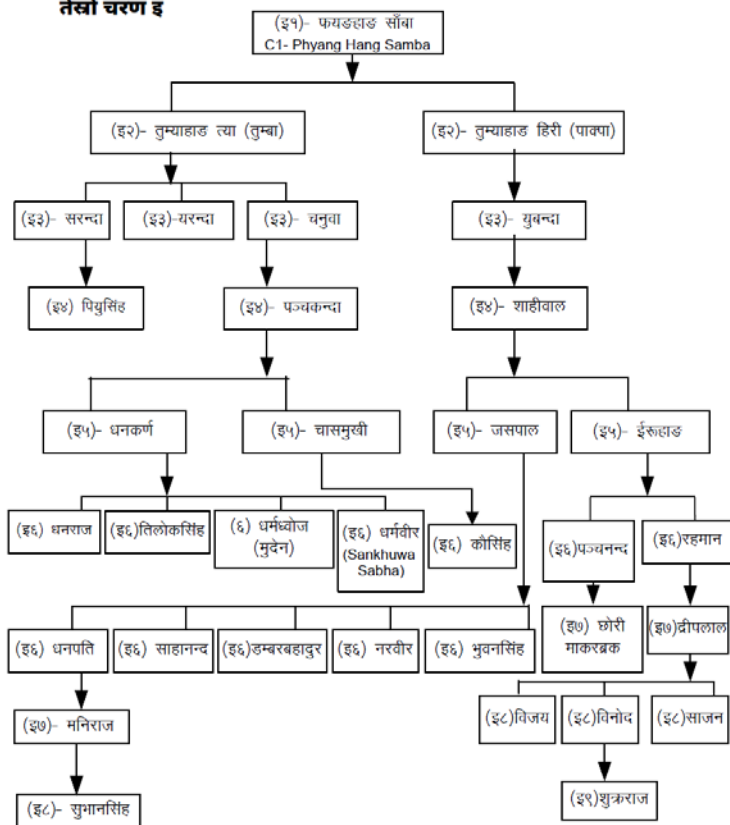 तेस्रो चरण इ
(इ१)- फयङहाङ साँबा
C1- Phyang Hang Samba
(इ२)- तुम्याहाङ त्या (तुम्बा)
(इ२)- तुम्याहाङ हिरी (पाक्पा)
(इ३)- सरन्दा
(इ३)-यरन्दा
(इ३)- चनुवा
(इ३)- युबन्दा
(इ४) पियुसिंह
(इ४)- पञ्चकन्दा
(इ४)- शाहीवाल
(इ५)- धनकर्ण
(इ५)- चासमुखी
(इ५)- जसपाल
(इ५)- ईरूहाङ
(इ६) धनराज
(इ६)तिलोकसिंह
(६) धर्मध्वोज
(मुदेन)
(इ६) धर्मवीर
(Sankhuwa
Sabha)
(इ६) कौसिंह
(इ६)पञ्चनन्द
(इ६)रहमान
(इ६) धनपति
(इ६) साहानन्द
(इ६)डम्बरबहादुर
(इ६) नरवीर
(इ६) भुवनसिंह
(इ७) छोरी
माकरब्रक
(इ७)द्रीपलाल
(इ७)- मनिराज
(इ८)विजय
(इ८)विनोद
(इ८)साजन
(इ८)- सुभानसिंह
(इ९)शुक्रराज